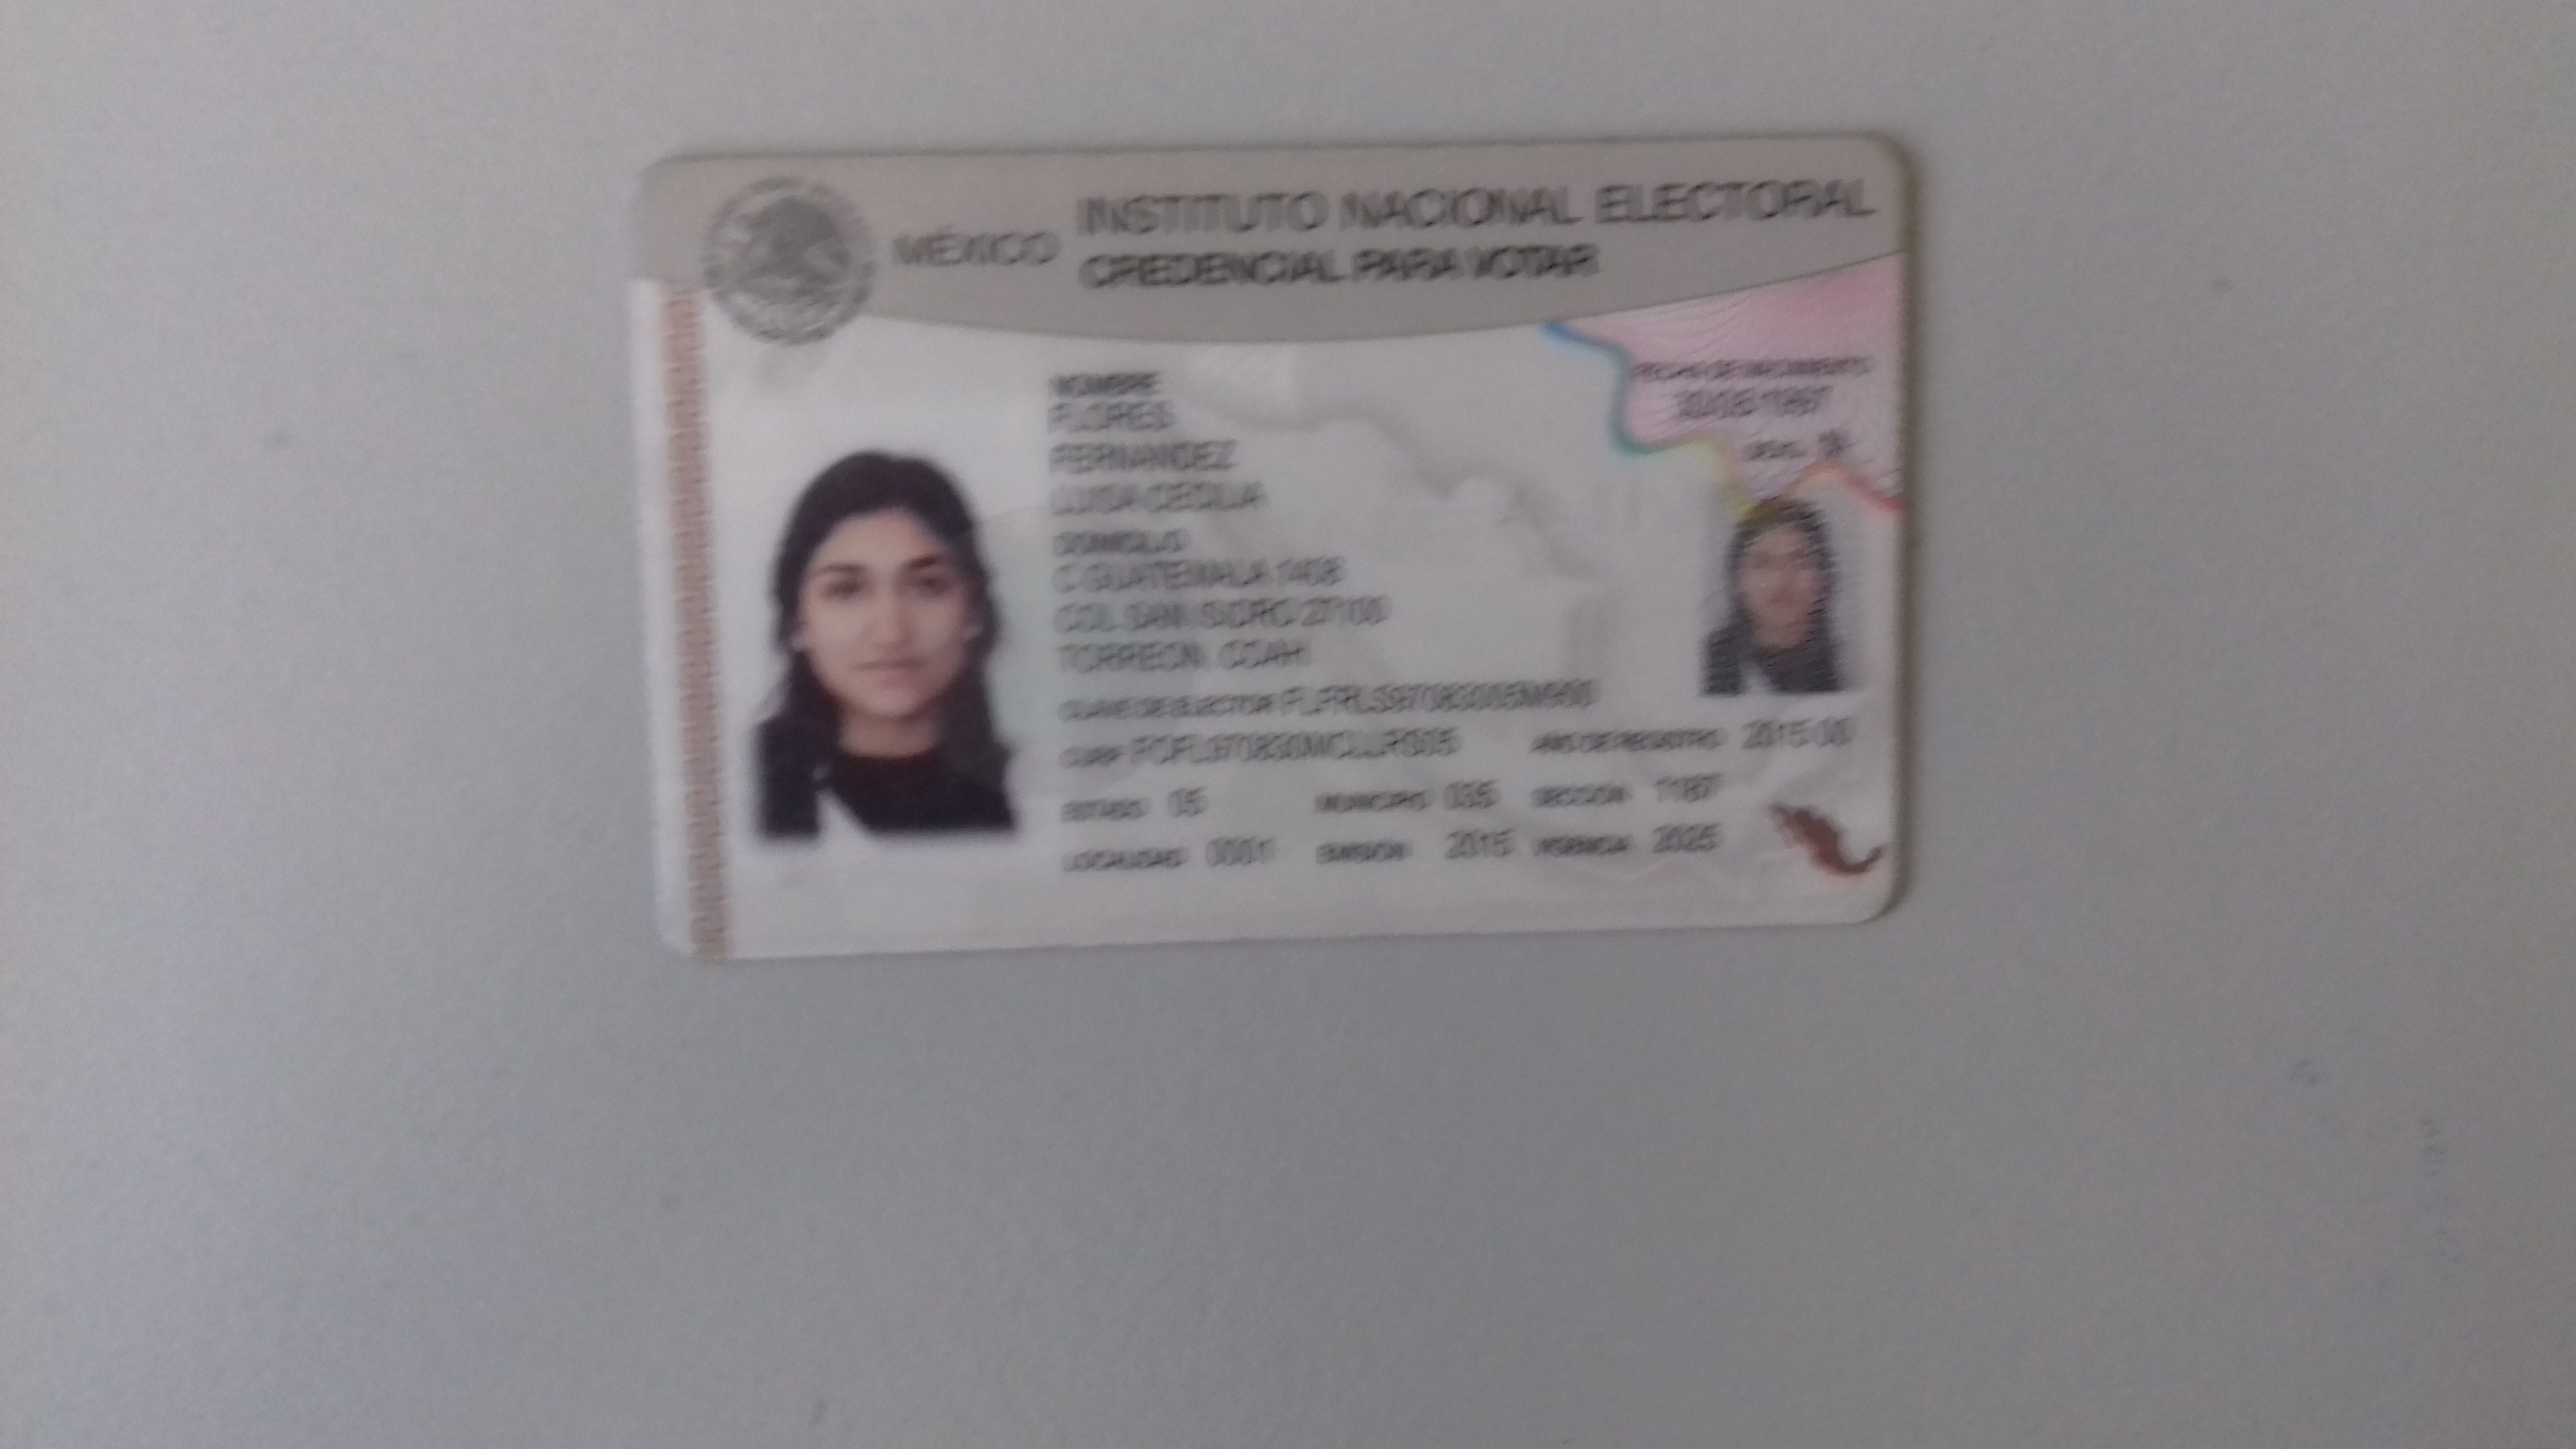 MÉXICO
INSTITUTO NACIONAL ELECTORAL
CREDENCIAL PARA VOTAR
NOMBRE
FLORES
FERNANDEZ
LUISA CECILIA
FECHA DE NACIMIENTO
30/08/1997
SEXO M
DOMICILIO
C GUATEMALA 1408
COL SAN ISIDRO 27100
TORREON, COAH.
CLAVE DE ELECTOR
CURP
AÑO DE REGISTRO 2015 00
ESTADO 05 MUNICIPIO 035 SECCIÓN 1187
LOCALIDAD 0001 EMISIÓN 2015 VIGENCIA 2025